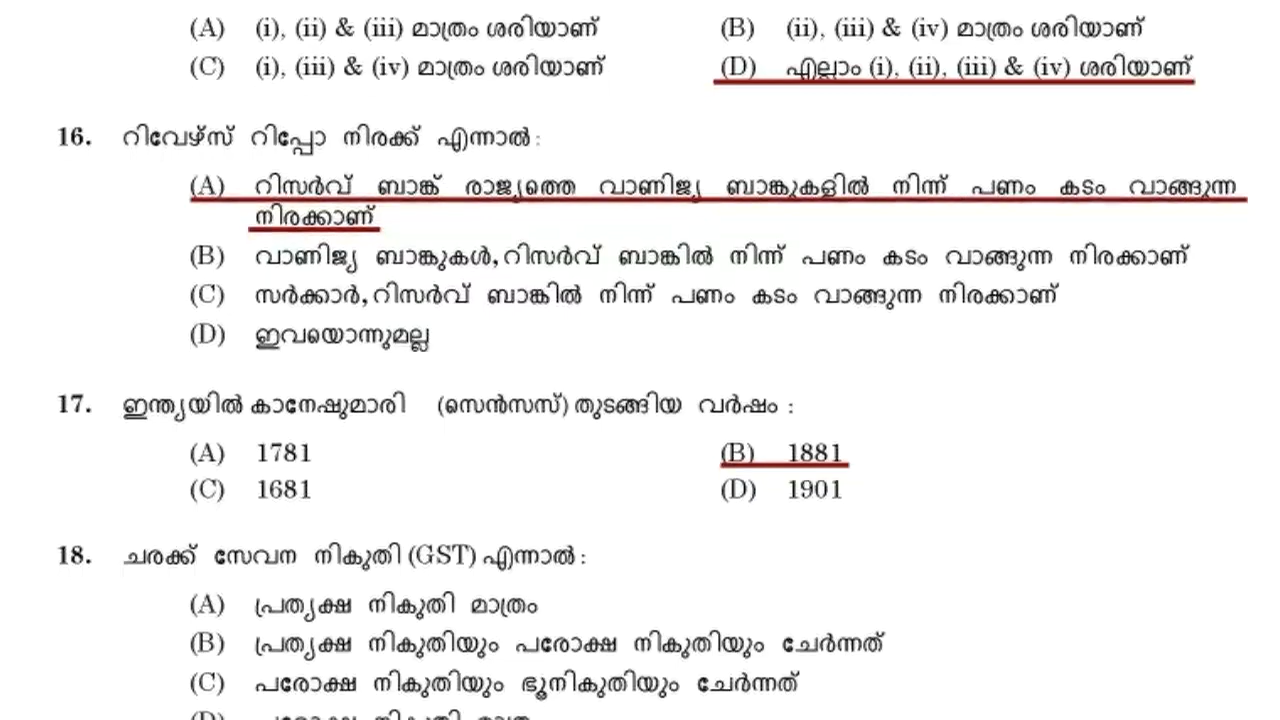 (A) (i), (ii) & (iii) മാത്രം ശരിയാണ് (B) (ii), (iii) & (iv) മാത്രം ശരിയാണ്
(C) (i), (iii) & (iv) മാത്രം ശരിയാണ് (D) എല്ലാം (i), (ii), (iii) & (iv) ശരിയാണ്
16. റിവേഴ്സ് റിപ്പോ നിരക്ക് എന്നാൽ :
(A) റിസർവ് ബാങ്ക് രാജ്യത്തെ വാണിജ്യ ബാങ്കുകളിൽ നിന്ന് പണം കടം വാങ്ങുന്ന
നിരക്കാണ്
(B) വാണിജ്യ ബാങ്കുകൾ, റിസർവ് ബാങ്കിൽ നിന്ന് പണം കടം വാങ്ങുന്ന നിരക്കാണ്
(C) സർക്കാർ, റിസർവ് ബാങ്കിൽ നിന്ന് പണം കടം വാങ്ങുന്ന നിരക്കാണ്
(D) ഇവയൊന്നുമല്ല
17. ഇന്ത്യയിൽ കാനേഷുമാരി (സെൻസസ്) തുടങ്ങിയ വർഷം :
(A) 1781 (B) 1881
(C) 1681 (D) 1901
18. ചരക്ക് സേവന നികുതി (GST) എന്നാൽ :
(A) പ്രത്യക്ഷ നികുതി മാത്രം
(B) പ്രത്യക്ഷ നികുതിയും പരോക്ഷ നികുതിയും ചേർന്നത്
(C) പരോക്ഷ നികുതിയും ഭൂനികുതിയും ചേർന്നത്